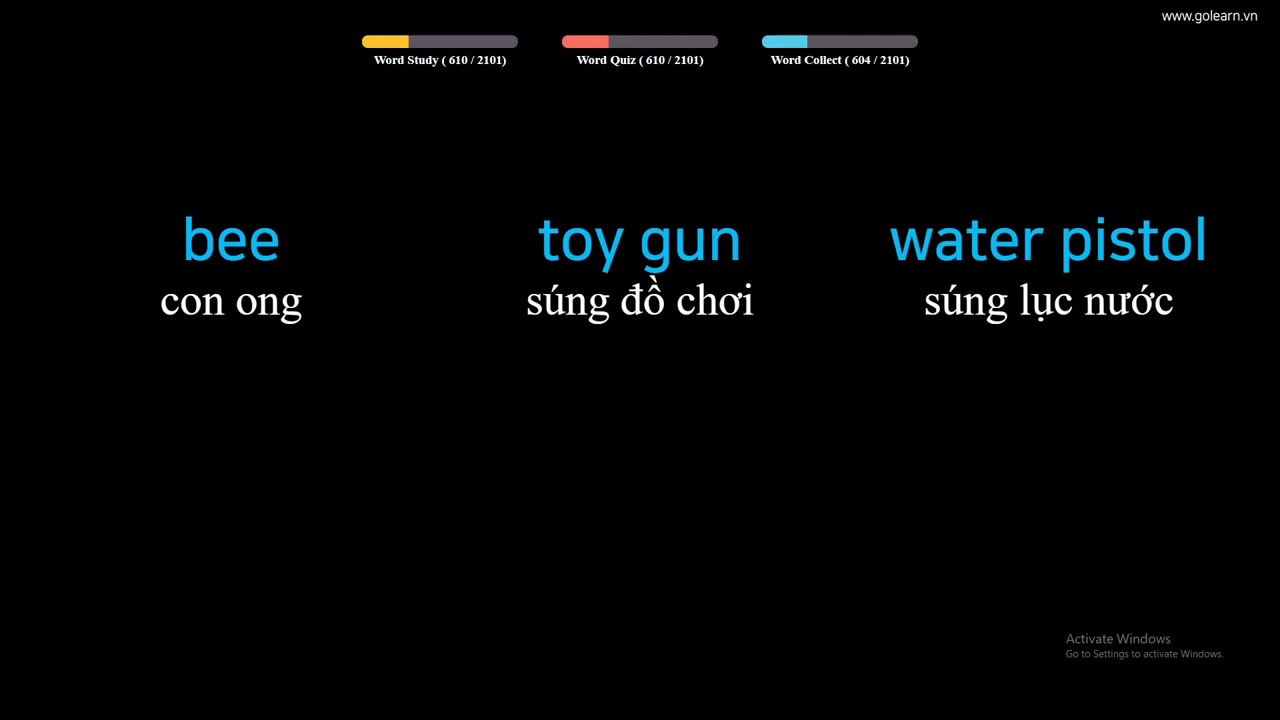 www.golearn.vn
Word Study ( 610 / 2101)
Word Quiz ( 610 / 2101)
Word Collect ( 604 / 2101)
bee
toy gun
water pistol
con ong
súng đồ chơi
súng lục nước
Activate Windows
Go to Settings to activate Windows.